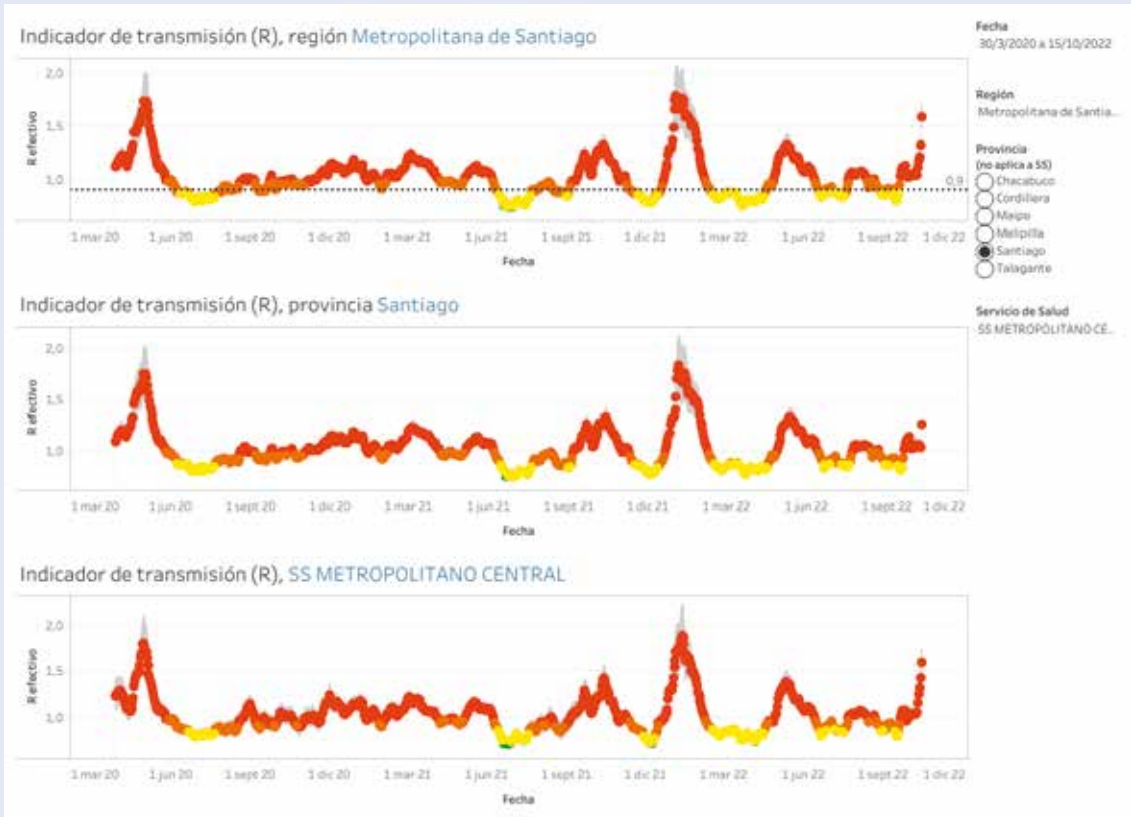 Indicador de transmisión (R), región Metropolitana de Santiago
2,0
1,5
1,0
R efectivo
0,9
1 mar 20 1 jun 20 1 sept 20 1 dic 20 1 mar 21 1 jun 21 1 sept 21 1 dic 21 1 mar 22 1 jun 22 1 sept 22 1 dic 22
Fecha
Fecha
30/3/2020 a 15/10/2022
Región
Metropolitana de Santia...
Provincia
(no aplica a SS)
Chacabuco
Cordillera
Maipo
Melipilla
Santiago
Talagante
Servicio de Salud
SS METROPOLITANO CE...
Indicador de transmisión (R), provincia Santiago
2,0
1,5
1,0
R efectivo
1 mar 20 1 jun 20 1 sept 20 1 dic 20 1 mar 21 1 jun 21 1 sept 21 1 dic 21 1 mar 22 1 jun 22 1 sept 22 1 dic 22
Fecha
Indicador de transmisión (R), SS METROPOLITANO CENTRAL
2,0
1,5
1,0
R efectivo
1 mar 20 1 jun 20 1 sept 20 1 dic 20 1 mar 21 1 jun 21 1 sept 21 1 dic 21 1 mar 22 1 jun 22 1 sept 22 1 dic 22
Fecha